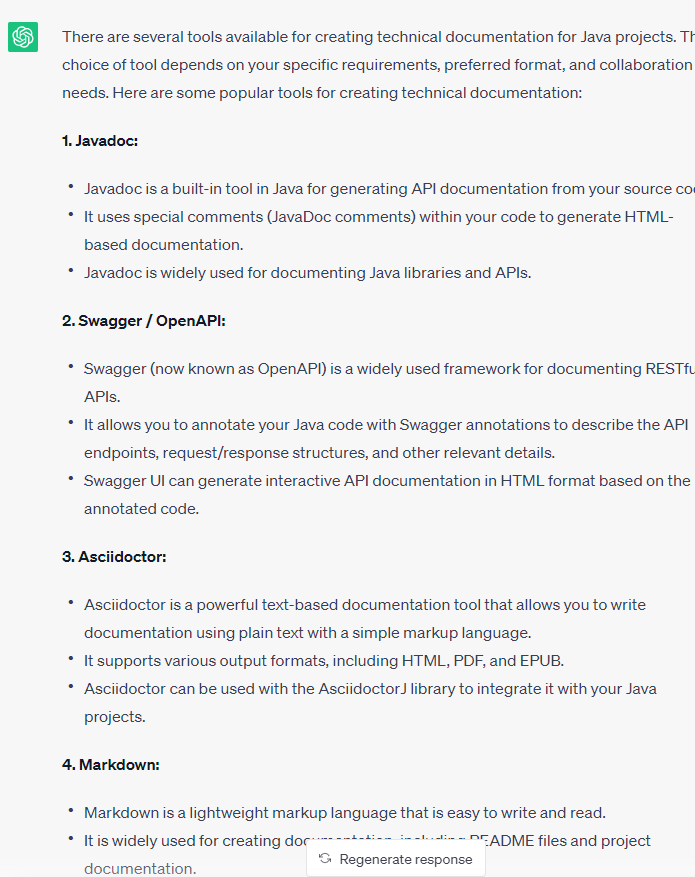 There are several tools available for creating technical documentation for Java projects.
choice of tool depends on your specific requirements, preferred format, and collaboration
needs. Here are some popular tools for creating technical documentation:
1. Javadoc:
• Javadoc is a built-in tool in Java for generating API documentation from your source
• It uses special comments (JavaDoc comments) within your code to generate HTML-
based documentation.
• Javadoc is widely used for documenting Java libraries and APIs.
2. Swagger / OpenAPI:
• Swagger (now known as OpenAPI) is a widely used framework for documenting
APIs.
• It allows you to annotate your Java code with Swagger annotations to describe the API
endpoints, request/response structures, and other relevant details.
• Swagger UI can generate interactive API documentation in HTML format based on the
annotated code.
3. Asciidoctor:
• Asciidoctor is a powerful text-based documentation tool that allows you to write
documentation using plain text with a simple markup language.
• It supports various output formats, including HTML, PDF, and EPUB.
• Asciidoctor can be used with the AsciidoctorJ library to integrate it with your Java
projects.
4. Markdown:
• Markdown is a lightweight markup language that is easy to write and read.
• It is widely used for creating README files and project
documentation.
Regenerate response